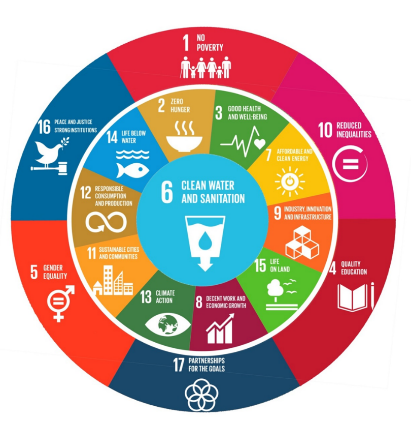 1 NO
POVERTY
16 PEACE AND JUSTICE
STRONG INSTITUTIONS
10 REDUCED
INEQUALITIES
2 ZERO
HUNGER
3 GOOD HEALTH
AND WELL-BEING
14 LIFE BELOW
WATER
7 AFFORDABLE AND
CLEAN ENERGY
6 CLEAN WATER
AND SANITATION
12 RESPONSIBLE
CONSUMPTION
AND PRODUCTION
9 INDUSTRY, INNOVATION
AND INFRASTRUCTURE
11 SUSTAINABLE CITIES
AND COMMUNITIES
15 LIFE
ON LAND
5 GENDER
EQUALITY
4 QUALITY
EDUCATION
13 CLIMATE
ACTION
8 DECENT WORK AND
ECONOMIC GROWTH
17 PARTNERSHIPS
FOR THE GOALS